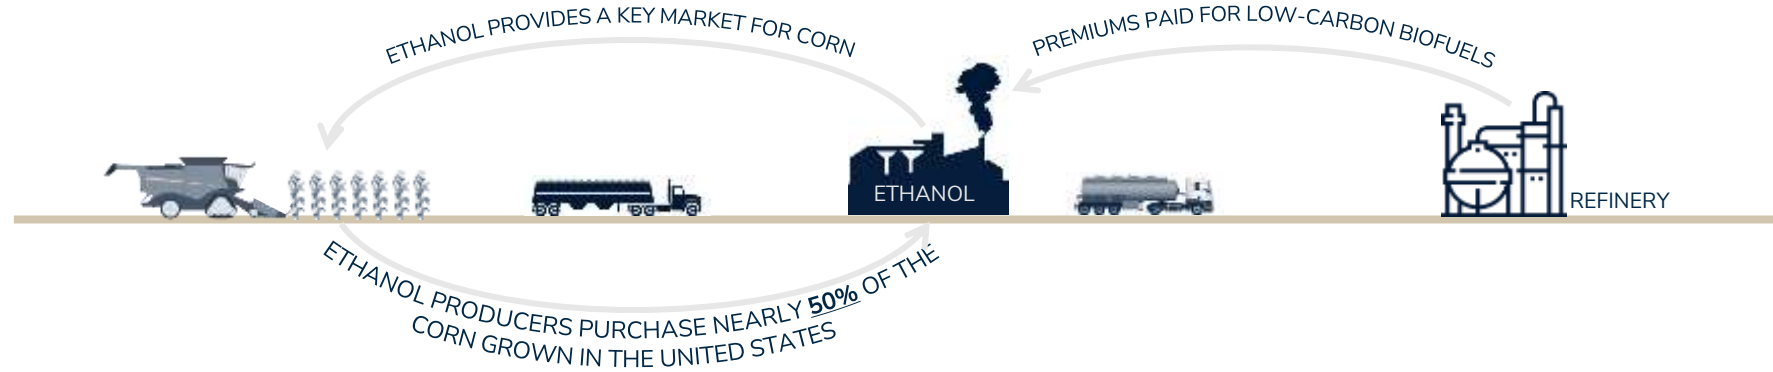 ETHANOL PROVIDES A KEY MARKET FOR CORN
PREMIUMS PAID FOR LOW-CARBON BIOFUELS
ETHANOL
REFINERY
ETHANOL PRODUCERS PURCHASE NEARLY 50% OF THE
CORN GROWN IN THE UNITED STATES